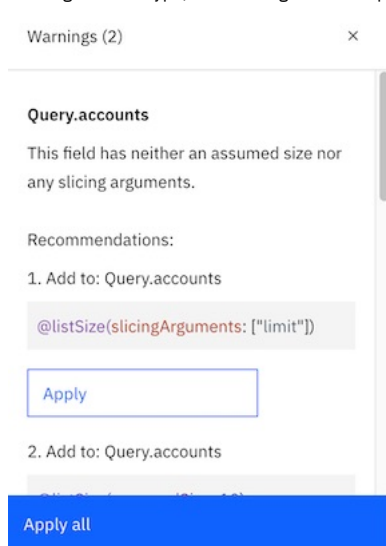 Warnings (2)
Query.accounts
This field has neither an assumed size nor
any slicing arguments.
Recommendations:
1. Add to: Query.accounts
@listSize(slicingArguments: ["limit"])
Apply
2. Add to: Query.accounts
Apply all